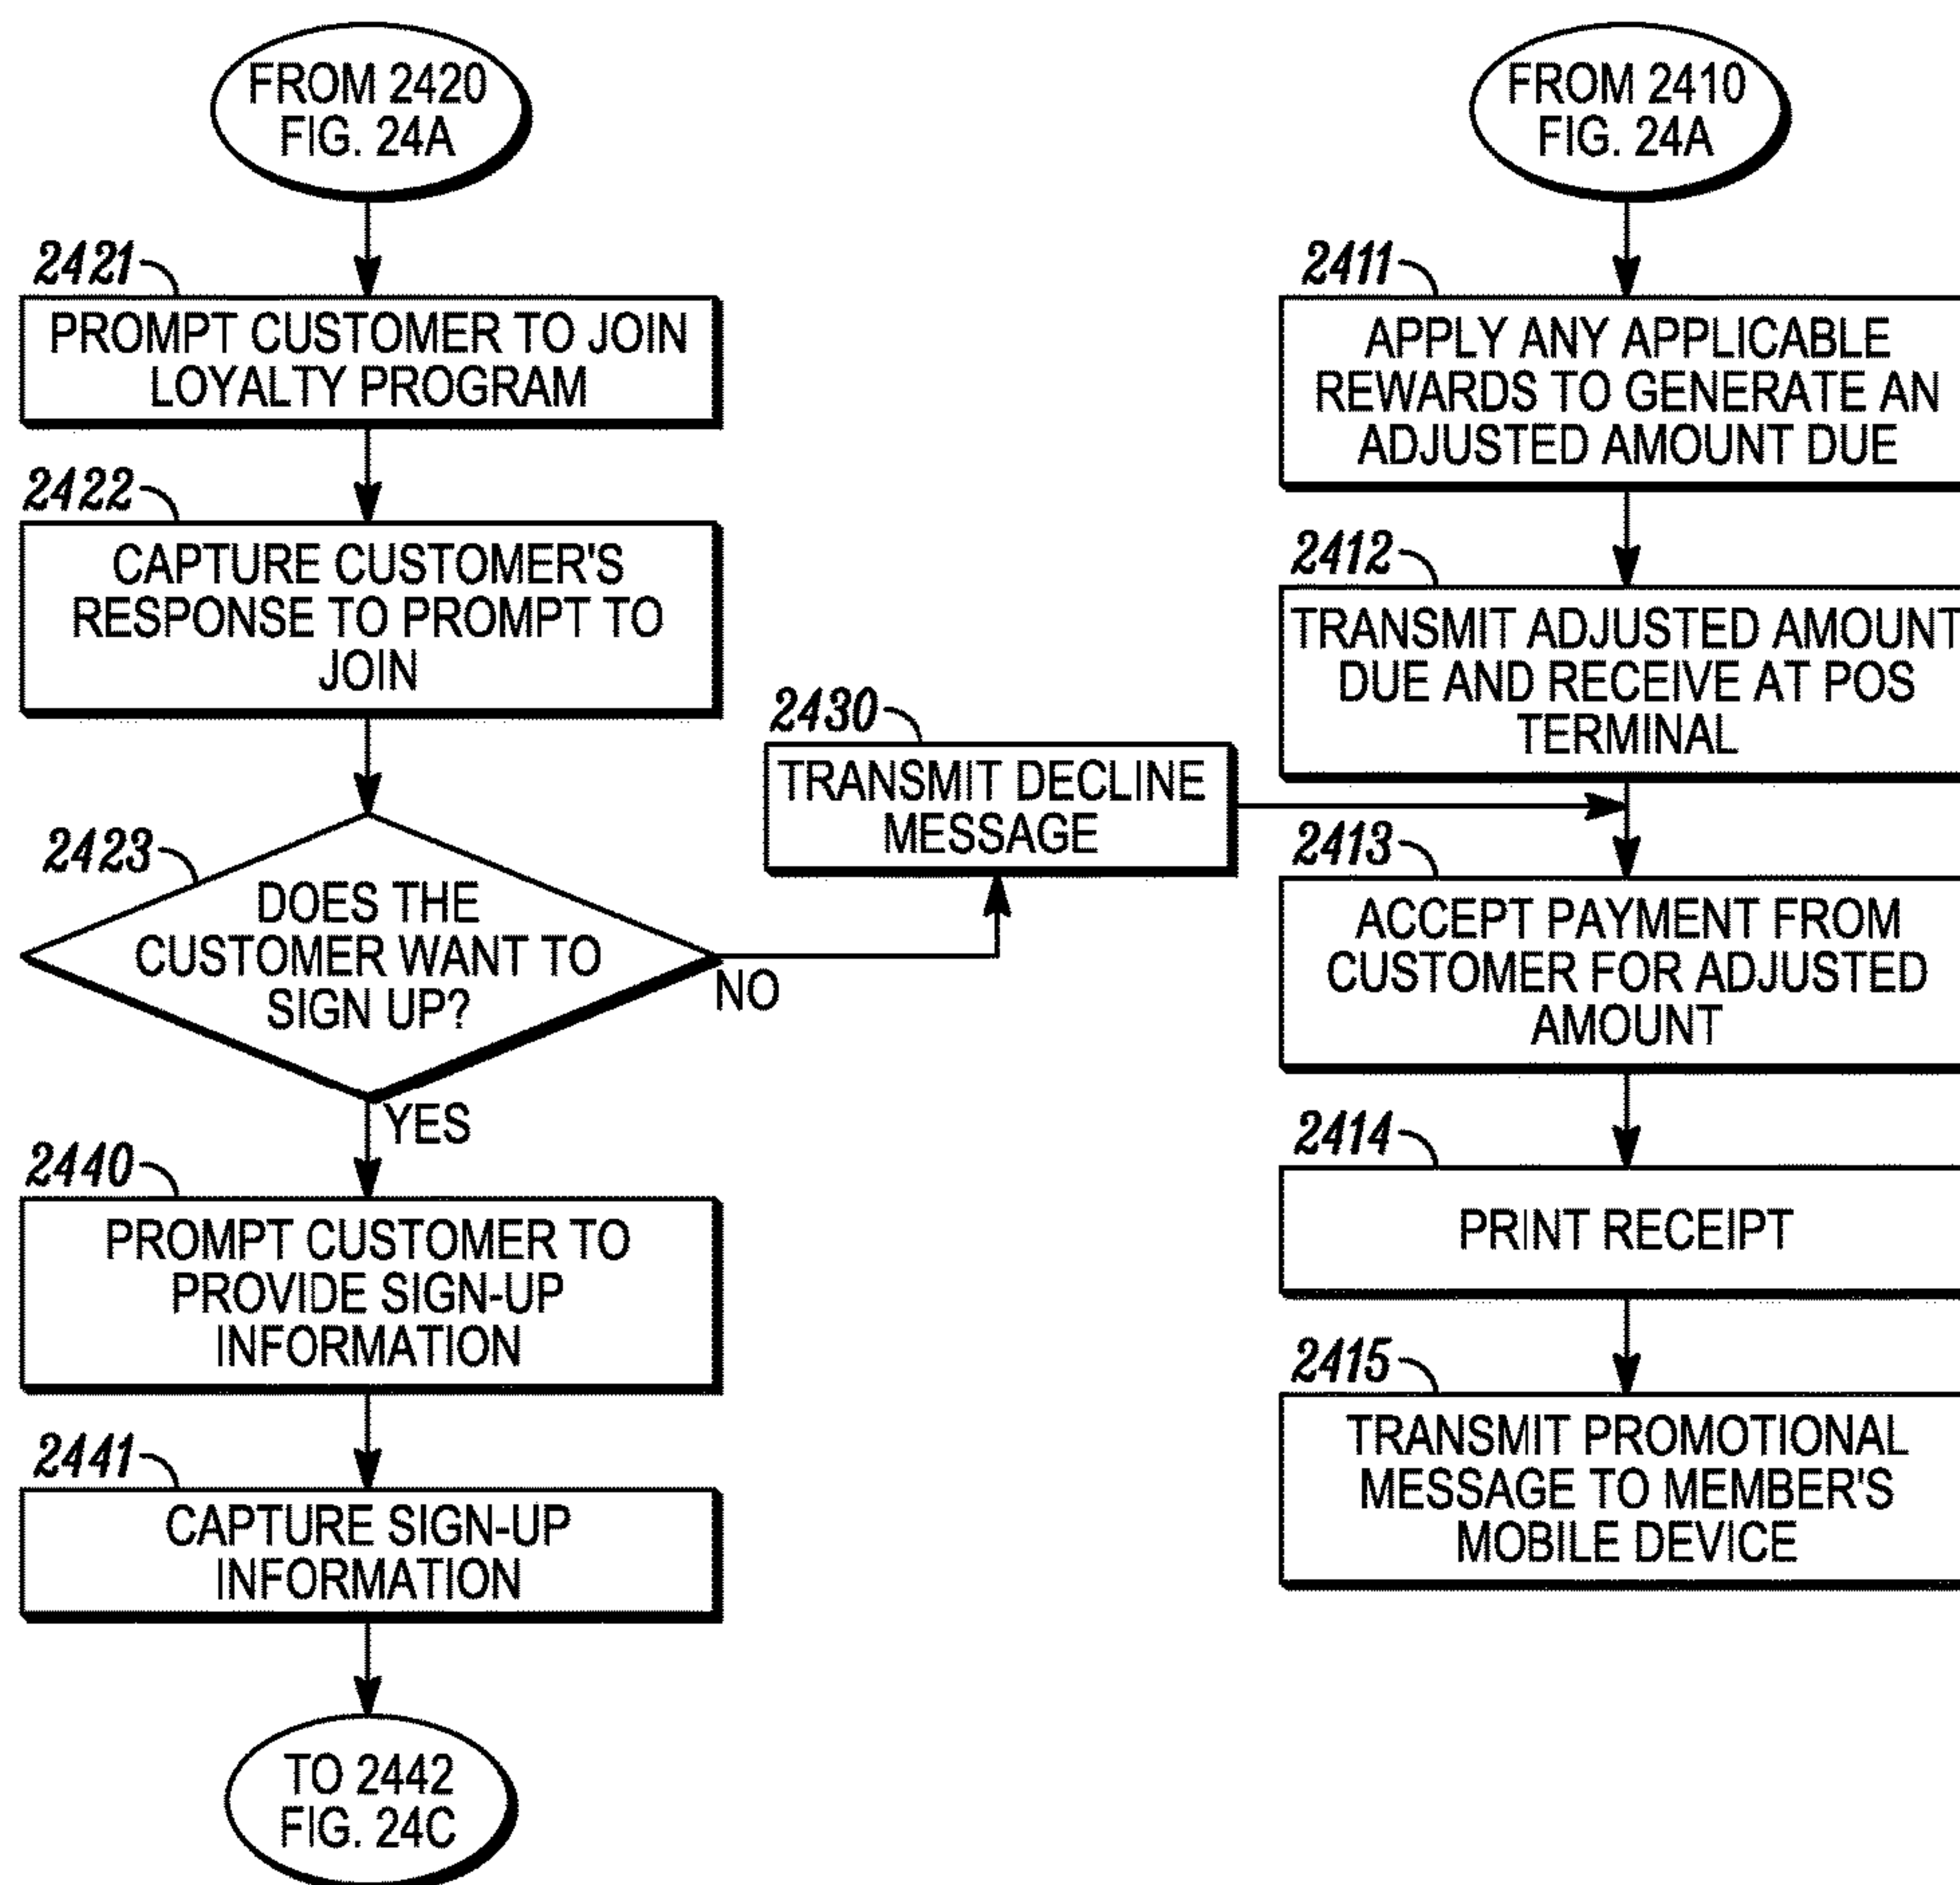 FROM 2420
FIG. 24A
2421
PROMPT CUSTOMER TO JOIN
LOYALTY PROGRAM
2422
CAPTURE CUSTOMER'S
RESPONSE TO PROMPT TO
JOIN
2423
DOES THE
CUSTOMER WANT TO
SIGN UP?
NO
YES
2430
TRANSMIT DECLINE
MESSAGE
2440
PROMPT CUSTOMER TO
PROVIDE SIGN-UP
INFORMATION
2441
CAPTURE SIGN-UP
INFORMATION
TO 2442
FIG. 24C
FROM 2410
FIG. 24A
2411
APPLY ANY APPLICABLE
REWARDS TO GENERATE AN
ADJUSTED AMOUNT DUE
2412
TRANSMIT ADJUSTED AMOUNT
DUE AND RECEIVE AT POS
TERMINAL
2413
ACCEPT PAYMENT FROM
CUSTOMER FOR ADJUSTED
AMOUNT
2414
PRINT RECEIPT
2415
TRANSMIT PROMOTIONAL
MESSAGE TO MEMBER'S
MOBILE DEVICE